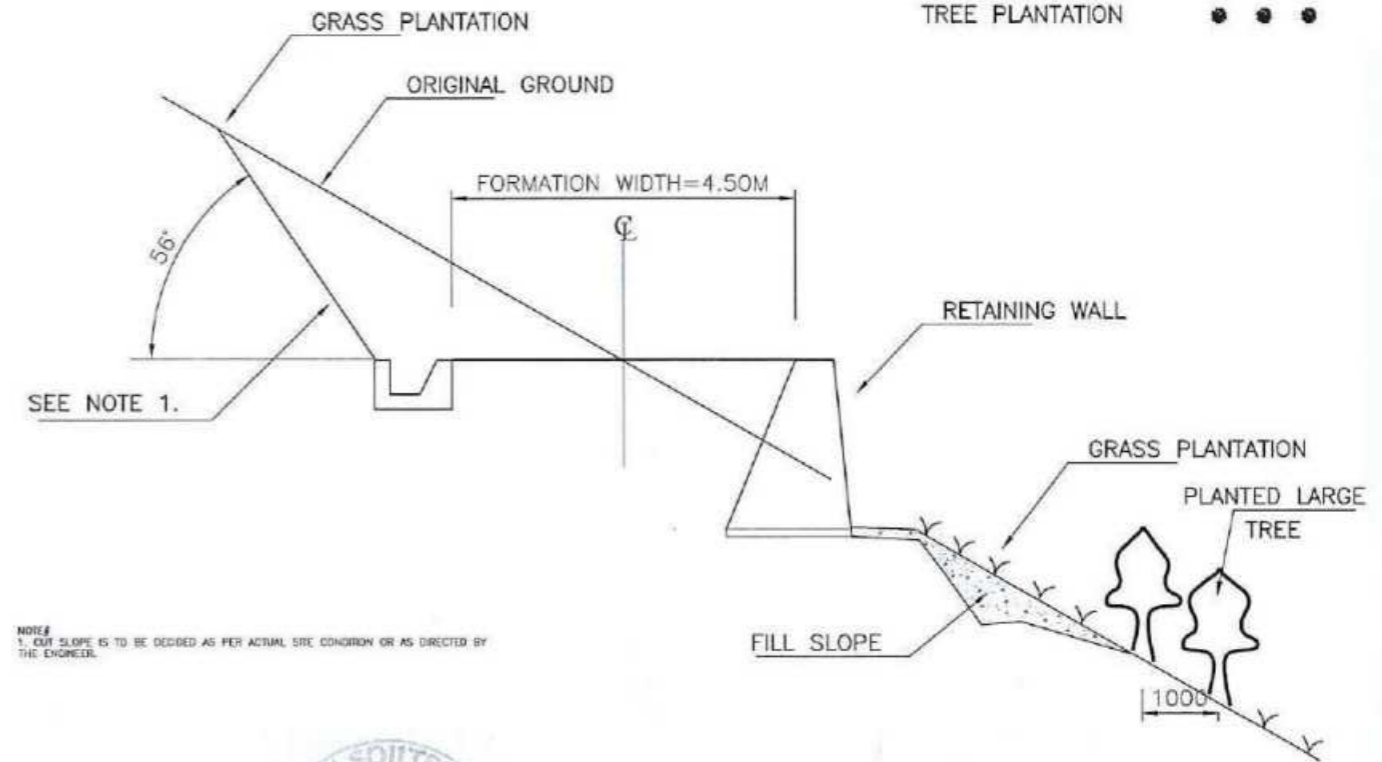 GRASS PLANTATION
TREE PLANTATION
ORIGINAL GROUND
FORMATION WIDTH=4.50M
℄
56°
RETAINING WALL
SEE NOTE 1.
GRASS PLANTATION
PLANTED LARGE
TREE
FILL SLOPE
1000
NOTE:
1. CUT SLOPE IS TO BE DECIDED AS PER ACTUAL SITE CONDITION OR AS DIRECTED BY
THE ENGINEER.